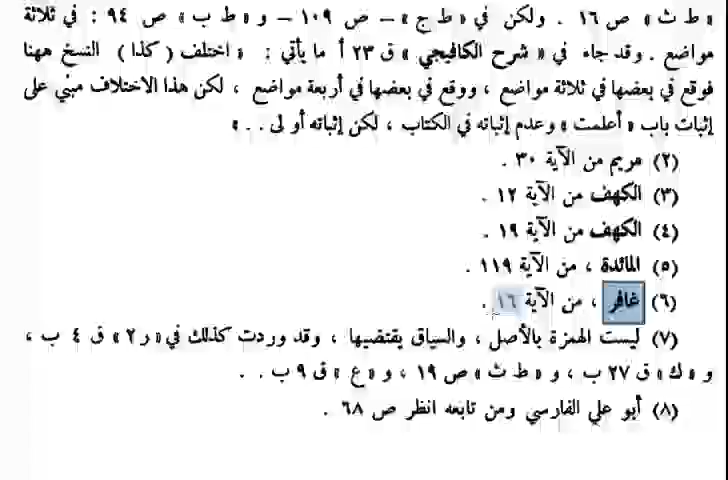 « ط ث » ص ١٦ . ولكن في « ط ج » – ص ١٠٩ – و « ط ب » ص ٩٤ : في ثلاثة
مواضع . وقد جاء في « شرح الكافيجي » ق ٢٣ أ ما يأتي : « اختلف ( كذا ) النسخ ههنا
فوقع في بعضها في ثلاثة مواضع ، ووقع في بعضها في أربعة مواضع ، لكن هذا الاختلاف مبني على
إثبات باب « أعلمت » وعدم إثباته في الكتاب ، لكن إثباته أولى . . »
(٢) مريم من الآية ٣٠ .
(٣) الكهف من الآية ١٢ .
(٤) الكهف من الآية ١٩ .
(٥) المائدة ، من الآية ١١٩ .
(٦) غافر ، من الآية ١٦ .
(٧) ليست الهمزة بالأصل ، والسياق يقتضيها ، وقد وردت كذلك في « ر ٢ » ق ٤ ب ،
و « ك » ق ٢٧ ب ، و « ط ث » ص ١٩ ، و « ع » ق ٩ ب . .
(٨) أبو علي الفارسي ومن تابعه انظر ص ٦٨ .